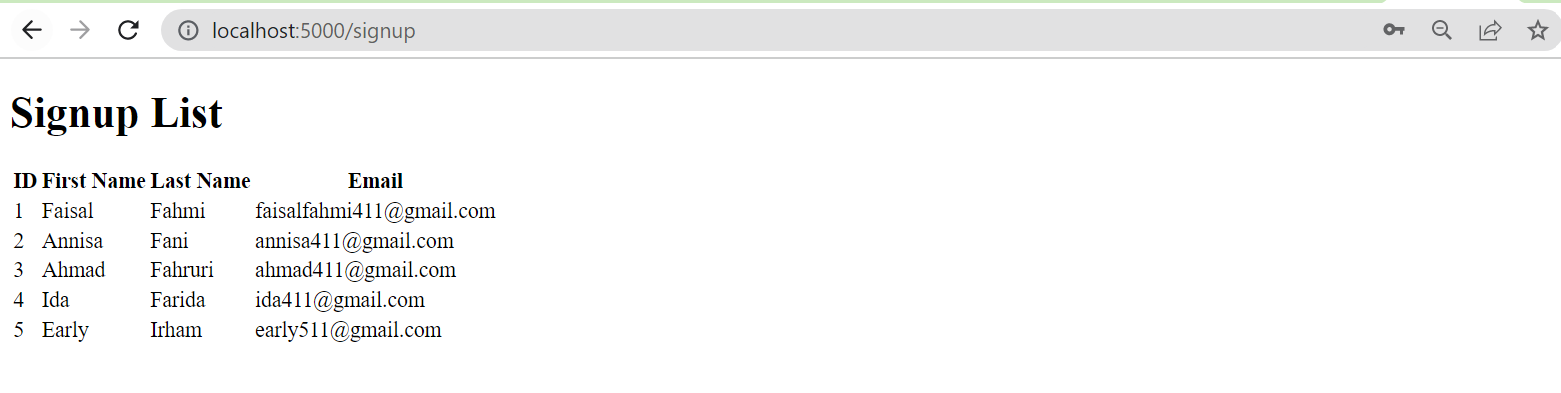 localhost:5000/signup
Signup List
ID First Name Last Name Email
1 Faisal Fahmi faisalfahmi411@gmail.com
2 Annisa Fani annisa411@gmail.com
3 Ahmad Fahruri ahmad411@gmail.com
4 Ida Farida ida411@gmail.com
5 Early Irham early511@gmail.com